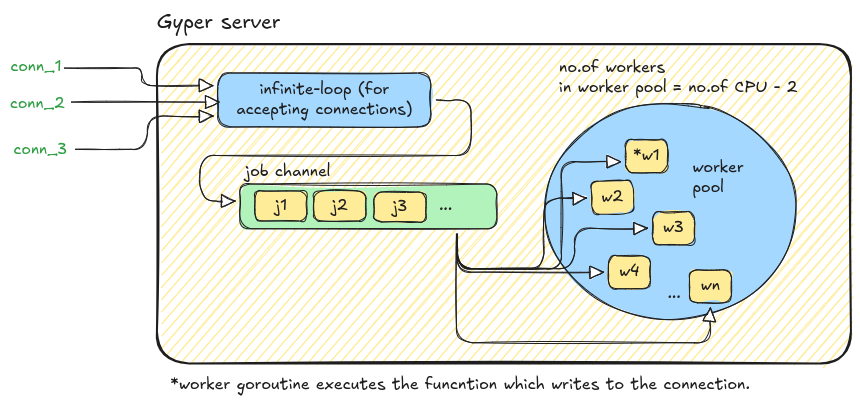 Gyper server
conn_1
conn_2
conn_3
infinite-loop (for
accepting connections)
no.of workers
in worker pool = no.of CPU - 2
job channel
j1 j2 j3 ...
worker
pool
*w1
w2
w3
w4
... wn
*worker goroutine executes the funcntion which writes to the connection.